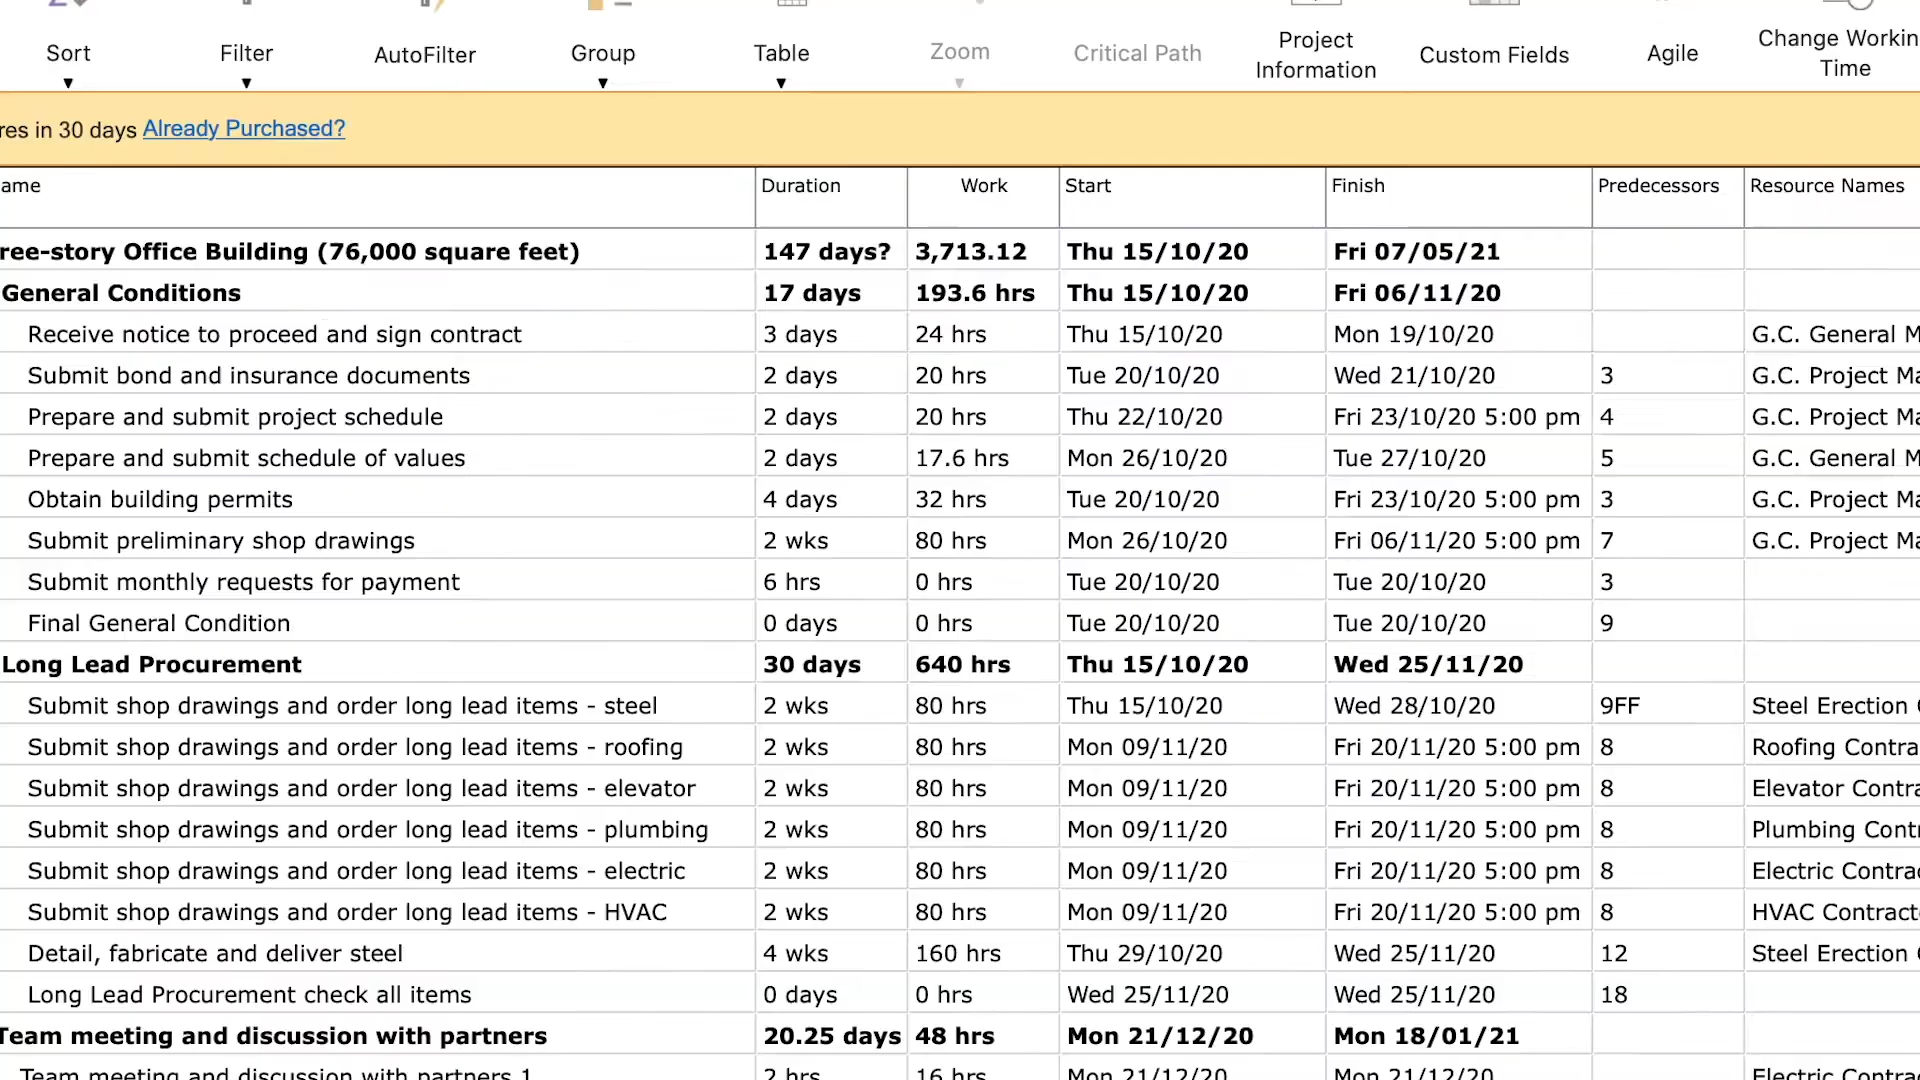 Sort Filter AutoFilter Group Table Zoom Critical Path Project Information Custom Fields Agile Change Workin Time
res in 30 days Already Purchased?
ame Duration Work Start Finish Predecessors Resource Names
ree-story Office Building (76,000 square feet) 147 days? 3,713.12 Thu 15/10/20 Fri 07/05/21
General Conditions 17 days 193.6 hrs Thu 15/10/20 Fri 06/11/20
Receive notice to proceed and sign contract 3 days 24 hrs Thu 15/10/20 Mon 19/10/20 G.C. General M
Submit bond and insurance documents 2 days 20 hrs Tue 20/10/20 Wed 21/10/20 3 G.C. Project Ma
Prepare and submit project schedule 2 days 20 hrs Thu 22/10/20 Fri 23/10/20 5:00 pm 4 G.C. Project Ma
Prepare and submit schedule of values 2 days 17.6 hrs Mon 26/10/20 Tue 27/10/20 5 G.C. General M
Obtain building permits 4 days 32 hrs Tue 20/10/20 Fri 23/10/20 5:00 pm 3 G.C. Project Ma
Submit preliminary shop drawings 2 wks 80 hrs Mon 26/10/20 Fri 06/11/20 5:00 pm 7 G.C. Project Ma
Submit monthly requests for payment 6 hrs 0 hrs Tue 20/10/20 Tue 20/10/20 3
Final General Condition 0 days 0 hrs Tue 20/10/20 Tue 20/10/20 9
Long Lead Procurement 30 days 640 hrs Thu 15/10/20 Wed 25/11/20
Submit shop drawings and order long lead items - steel 2 wks 80 hrs Thu 15/10/20 Wed 28/10/20 9FF Steel Erection
Submit shop drawings and order long lead items - roofing 2 wks 80 hrs Mon 09/11/20 Fri 20/11/20 5:00 pm 8 Roofing Contra
Submit shop drawings and order long lead items - elevator 2 wks 80 hrs Mon 09/11/20 Fri 20/11/20 5:00 pm 8 Elevator Contra
Submit shop drawings and order long lead items - plumbing 2 wks 80 hrs Mon 09/11/20 Fri 20/11/20 5:00 pm 8 Plumbing Cont
Submit shop drawings and order long lead items - electric 2 wks 80 hrs Mon 09/11/20 Fri 20/11/20 5:00 pm 8 Electric Contra
Submit shop drawings and order long lead items - HVAC 2 wks 80 hrs Mon 09/11/20 Fri 20/11/20 5:00 pm 8 HVAC Contract
Detail, fabricate and deliver steel 4 wks 160 hrs Thu 29/10/20 Wed 25/11/20 12 Steel Erection
Long Lead Procurement check all items 0 days 0 hrs Wed 25/11/20 Wed 25/11/20 18
Team meeting and discussion with partners 20.25 days 48 hrs Mon 21/12/20 Mon 18/01/21
Team meeting and discussion with partners 1 2 hrs 16 hrs Mon 21/12/20 Mon 21/12/20 Electric Contra